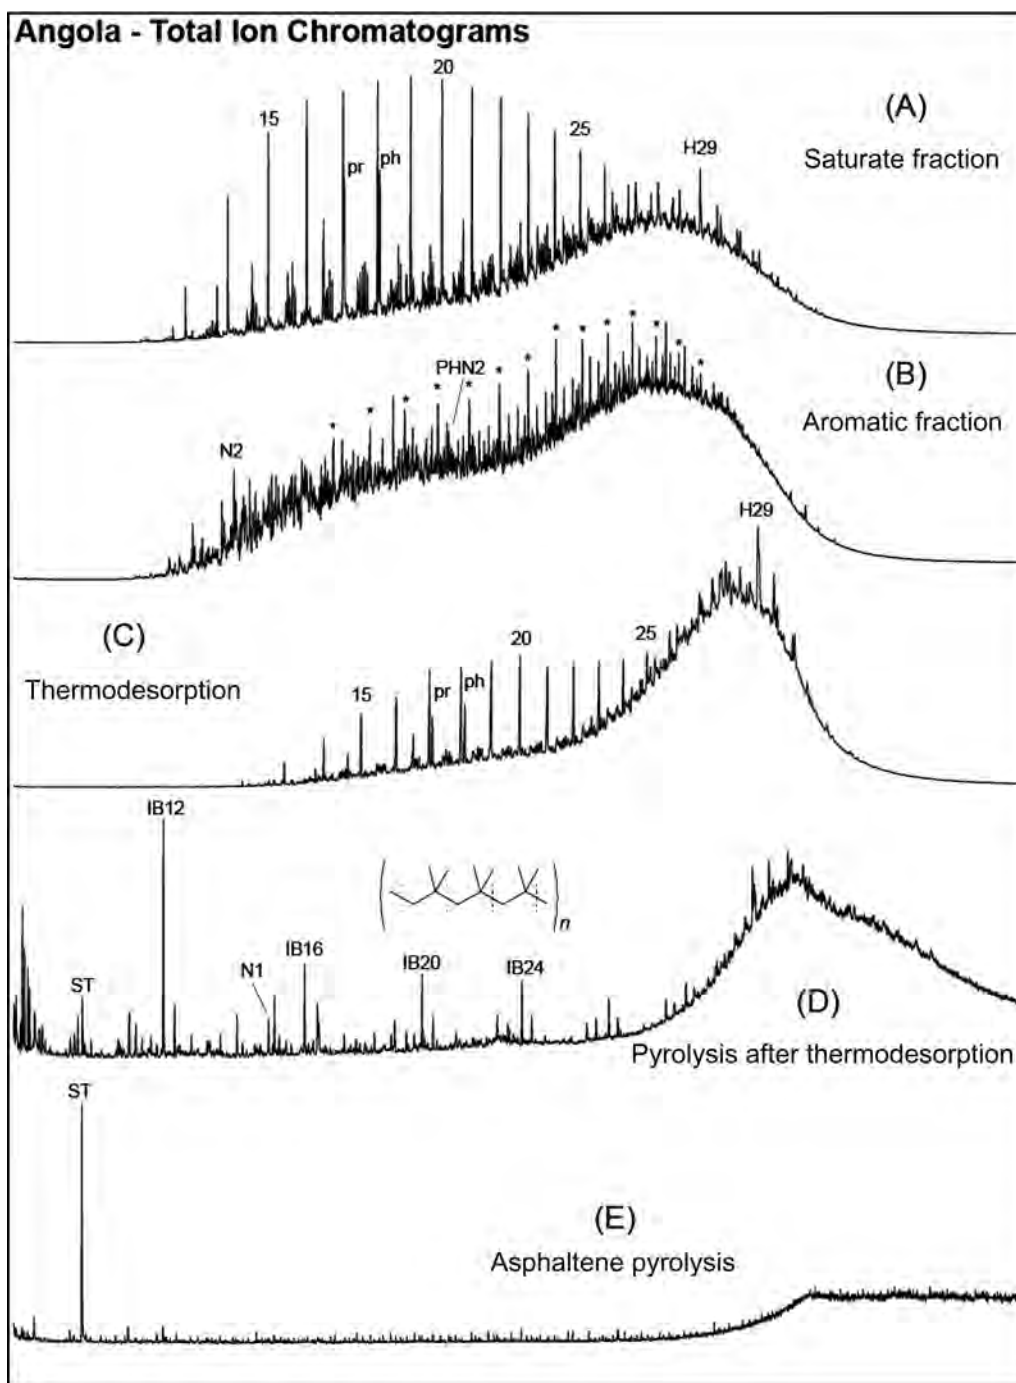 Angola - Total Ion Chromatograms
20
15
25
(A)
H29
pr
ph
Saturate fraction
* * * * * * * * * * * * *
PHN2
(B)
N2
Aromatic fraction
H29
(C)
20
25
Thermodesorption
15
pr
ph
IB12
n
N1
IB16
IB20
IB24
ST
(D)
Pyrolysis after thermodesorption
ST
(E)
Asphaltene pyrolysis